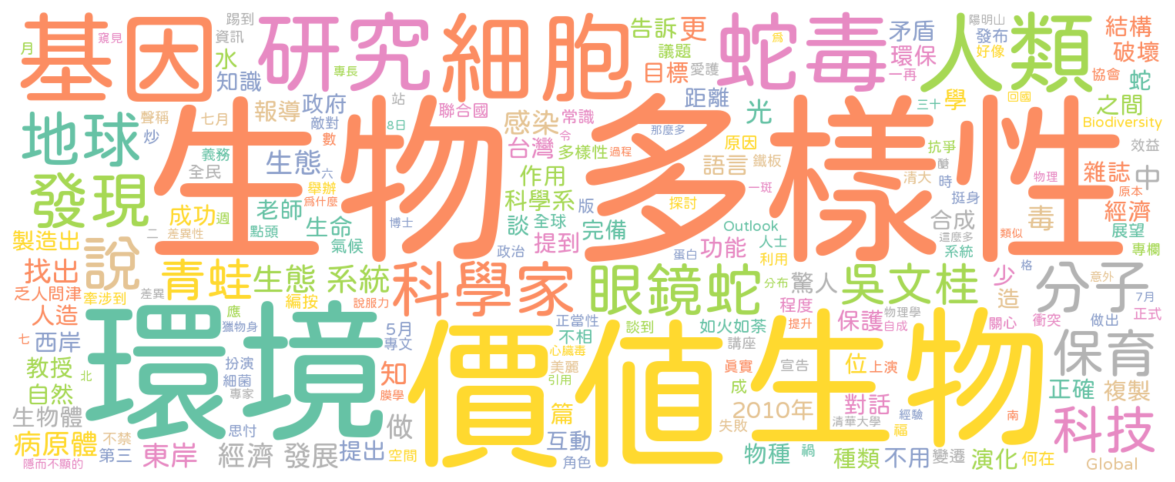 生物多樣性
環境
價值
生物
基因
研究
細胞
蛇毒
人類
地球
發現
說
青蛙
生態 系統
科學家
眼鏡蛇
吳文桂
分子
保育
科技
踢到
資訊
月
窺見
專長
水
知識
告訴
更
議題
目標
愛護
為
矛盾
環保
一再
陽明山
發布
好像
結構
破壞
協會
蛇
回國
聲稱
炒
七月
報導
政府
敵對
站
8日
數
聯合國
感染
常識
令
那麼多
距離
光
三十
學
之間
Biodiversity
義務
全民
生態
六
台灣
多樣性
過程
原因
語言
鐵板
抗爭
艙
清大
時
物理
原本
雜誌
中
效益
舉辦
為什麼
作用
科學系
一班
探討
挺身
毒
經濟
展望
成功
週
老師
生命
博士
談
全球
版
完備
Outlook
合成
這麼多
類似
專欄
製造出
二
差異性
點頭
氣候
政治
提到
蛋白
功能
人士
利用
系統
找出
乏人問津
牽涉到
差異
編按
說服力
分布
驚人
少
格
意外
7月
人造
應
獵物身
正當性
談到
如火如荼
程度
提升
保護
物理學
自成
造
關心
衝突
做出
正式
七
西岸
5月
專文
不相
心臟毒
講座
教授
扮演
知
膜學
美麗
引用
真實
宣告
位
上演
自然
北
細菌
專家
成
失敗
2010年
清華大學
對話
經驗
南
正確
複製
生物體
思忖
做
篇
福
病原體
不禁
第三
東岸
經濟 發展
提出
空間
互動
角色
物種
禍
種類
不用
變遷
演化
何在
Global
隱而不顯的